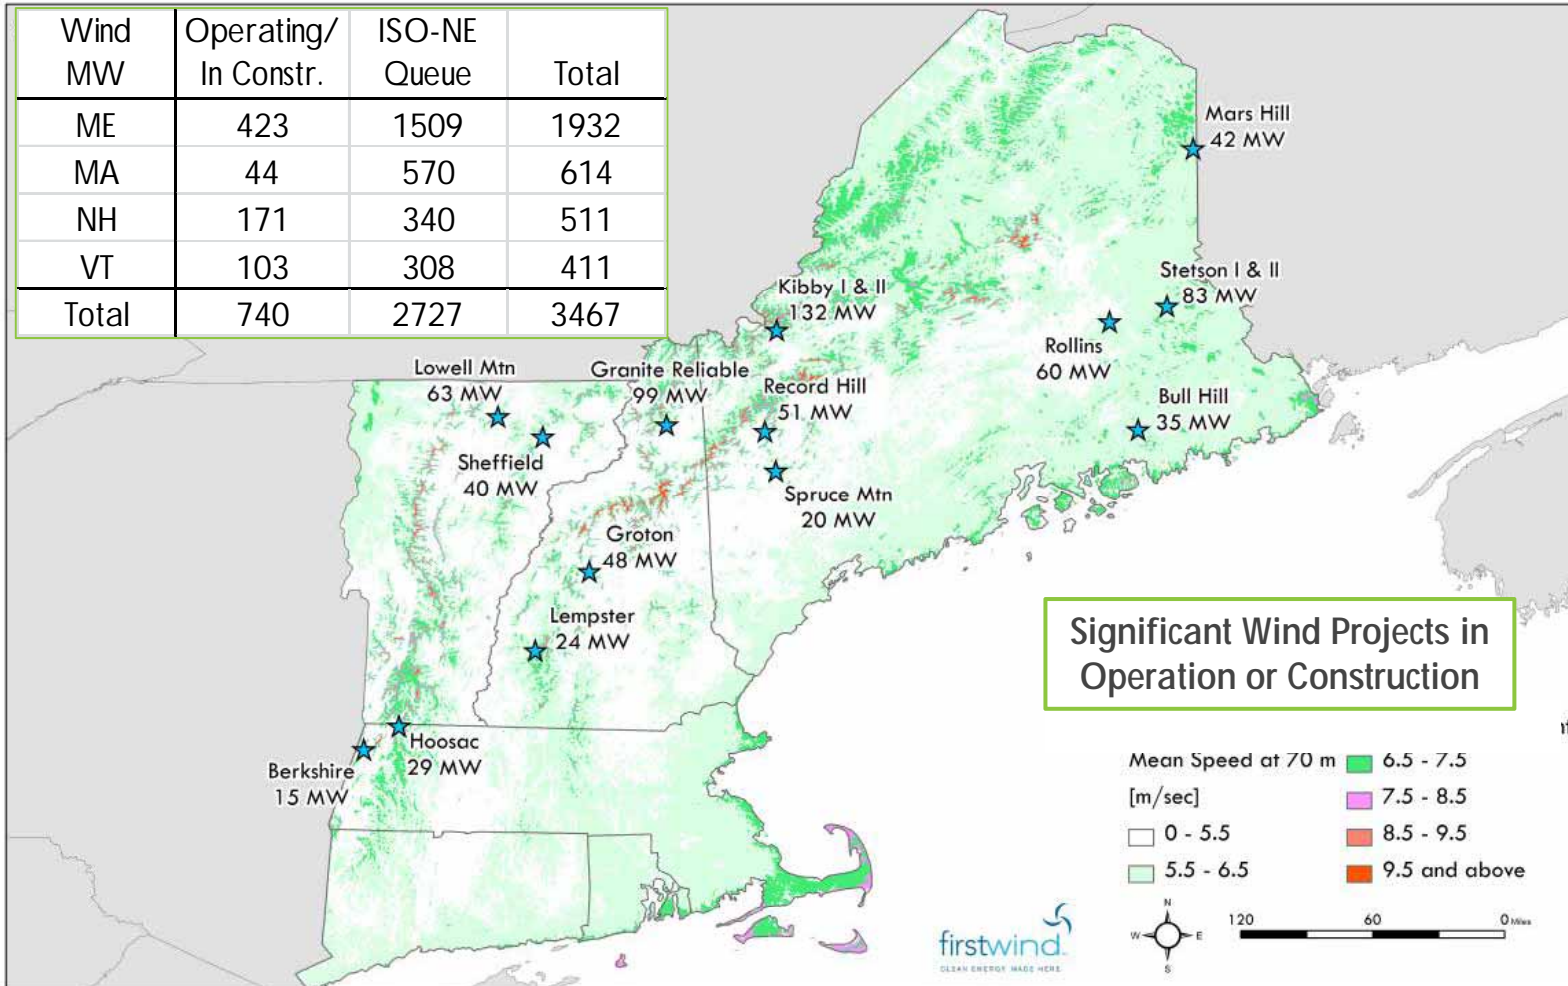 Wind MW Operating/ In Constr. ISO-NE Queue Total
ME 423 1509 1932
MA 44 570 614
NH 171 340 511
VT 103 308 411
Total 740 2727 3467
Mars Hill
42 MW
Stetson I & II
83 MW
Kibby I & II
132 MW
Rollins
60 MW
Lowell Mtn
63 MW
Granite Reliable
99 MW
Record Hill
51 MW
Bull Hill
35 MW
Sheffield
40 MW
Spruce Mtn
20 MW
Groton
48 MW
Lempster
24 MW
Hoosac
29 MW
Berkshire
15 MW
Significant Wind Projects in
Operation or Construction
Mean Speed at 70 m
[m/sec]
0 - 5.5
5.5 - 6.5
6.5 - 7.5
7.5 - 8.5
8.5 - 9.5
9.5 and above
N
W E
S
120 60 0 Miles
firstwind
CLEAN ENERGY MADE HERE